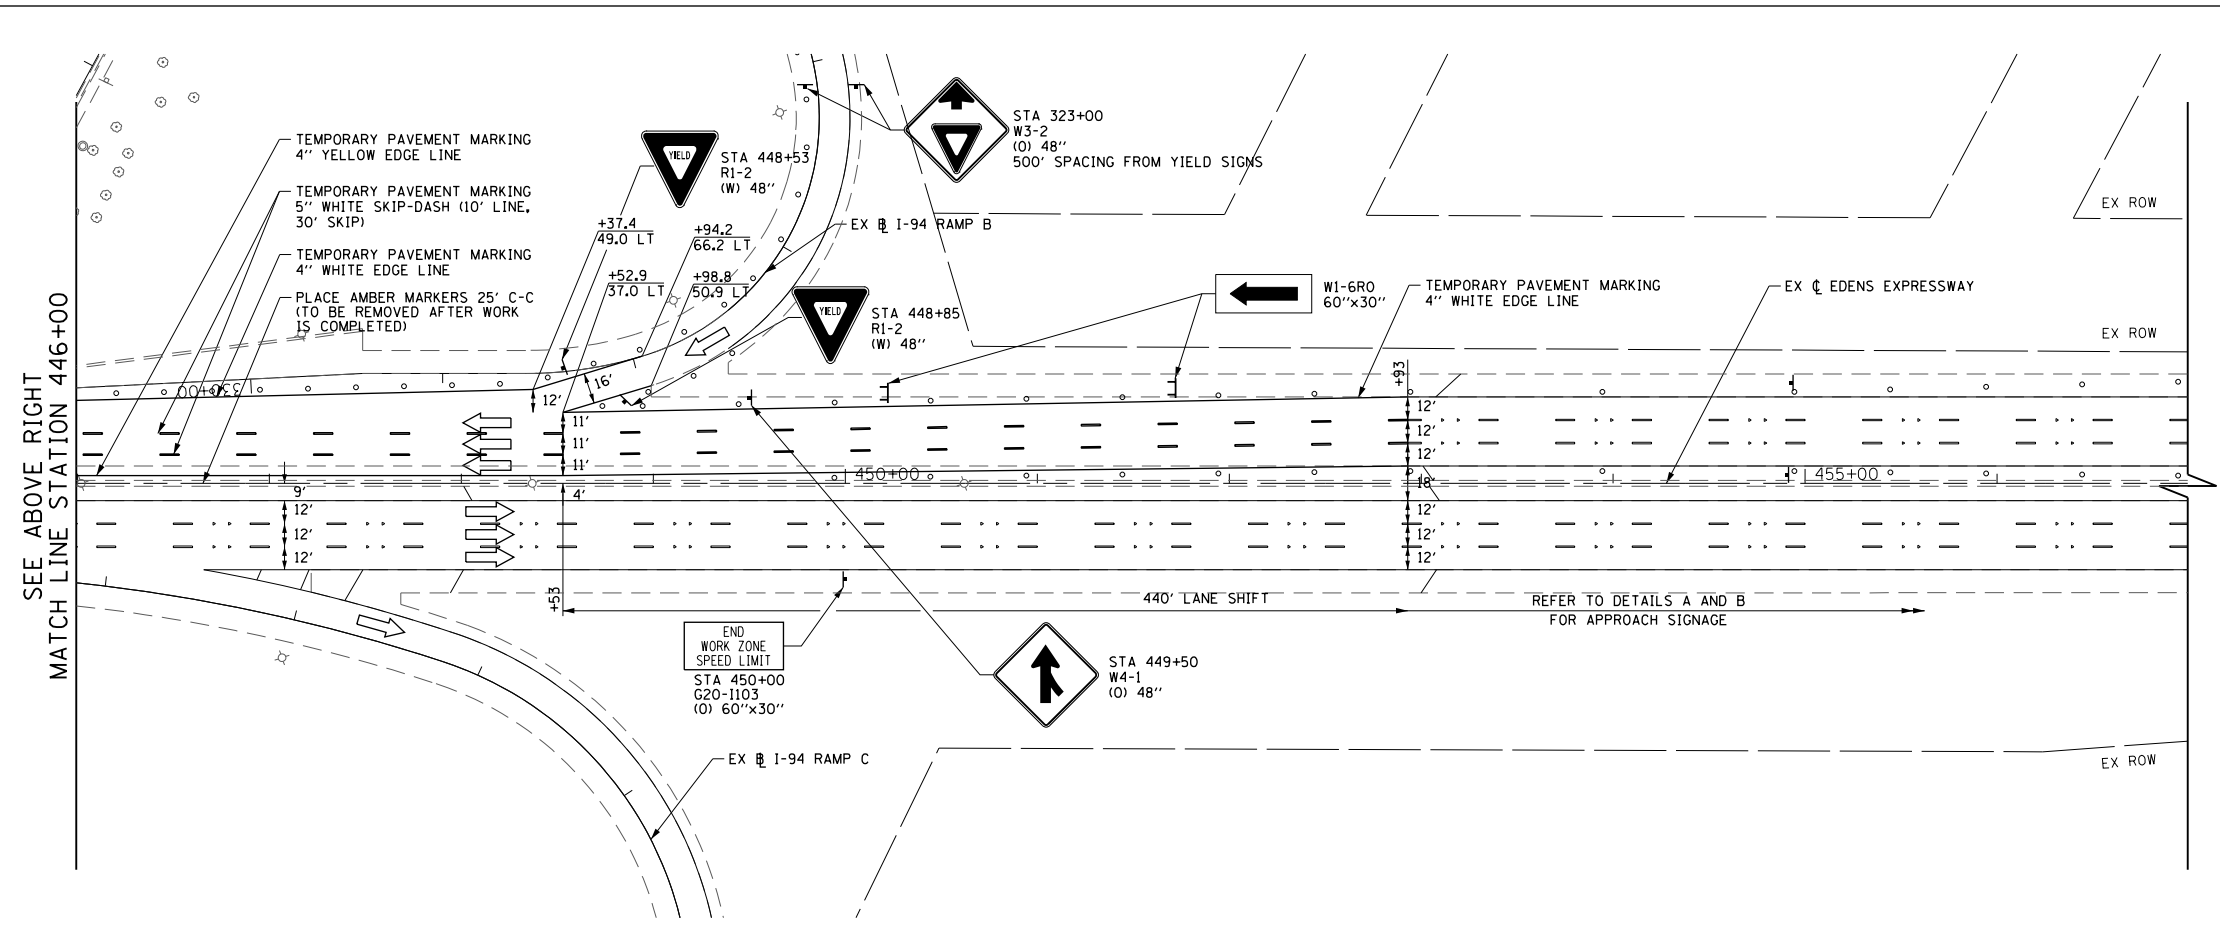 TEMPORARY PAVEMENT MARKING
4'' YELLOW EDGE LINE
TEMPORARY PAVEMENT MARKING
5'' WHITE SKIP-DASH (10' LINE,
30' SKIP)
TEMPORARY PAVEMENT MARKING
4'' WHITE EDGE LINE
PLACE AMBER MARKERS 25' C-C
(TO BE REMOVED AFTER WORK
IS COMPLETED)
SEE ABOVE RIGHT
MATCH LINE STATION 446+00
YIELD
STA 448+53
R1-2
(W) 48''
+37.4
49.0 LT
+94.2
66.2 LT
+52.9
37.0 LT
+98.8
50.9 LT
STA 323+00
W3-2
(O) 48''
500' SPACING FROM YIELD SIGNS
EX BL I-94 RAMP B
YIELD
STA 448+85
R1-2
(W) 48''
W1-6RO
60''x30''
TEMPORARY PAVEMENT MARKING
4'' WHITE EDGE LINE
EX CL EDENS EXPRESSWAY
EX ROW
EX ROW
330+00
16'
12'
11'
11'
11'
4'
9'
12'
12'
12'
+93
12'
12'
12'
18'
12'
12'
12'
450+00
455+00
+53
440' LANE SHIFT
REFER TO DETAILS A AND B
FOR APPROACH SIGNAGE
END
WORK ZONE
SPEED LIMIT
STA 450+00
G20-I103
(O) 60''x30''
STA 449+50
W4-1
(O) 48''
EX BL I-94 RAMP C
EX ROW